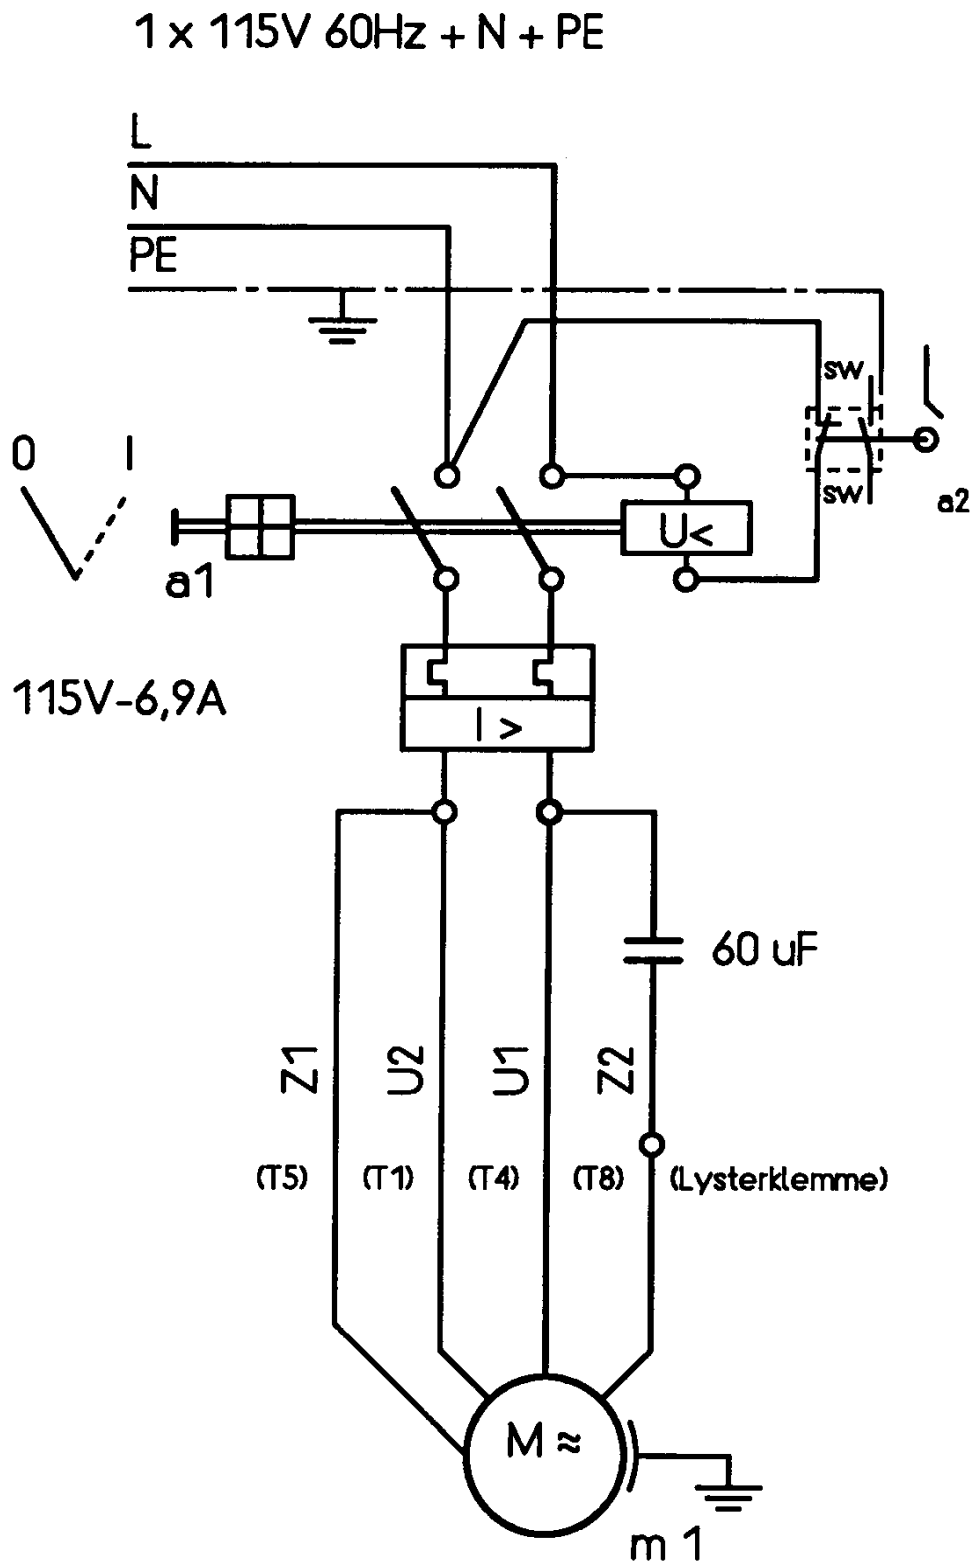 1 x 115V 60Hz + N + PE
L
N
PE
sw
0 I
sw
a2
U<
a1
115V-6,9A
I >
60 uF
Z1
U2
U1
Z2
(T5) (T1) (T4) (T8) (Lysterklemme)
M ≈
m 1